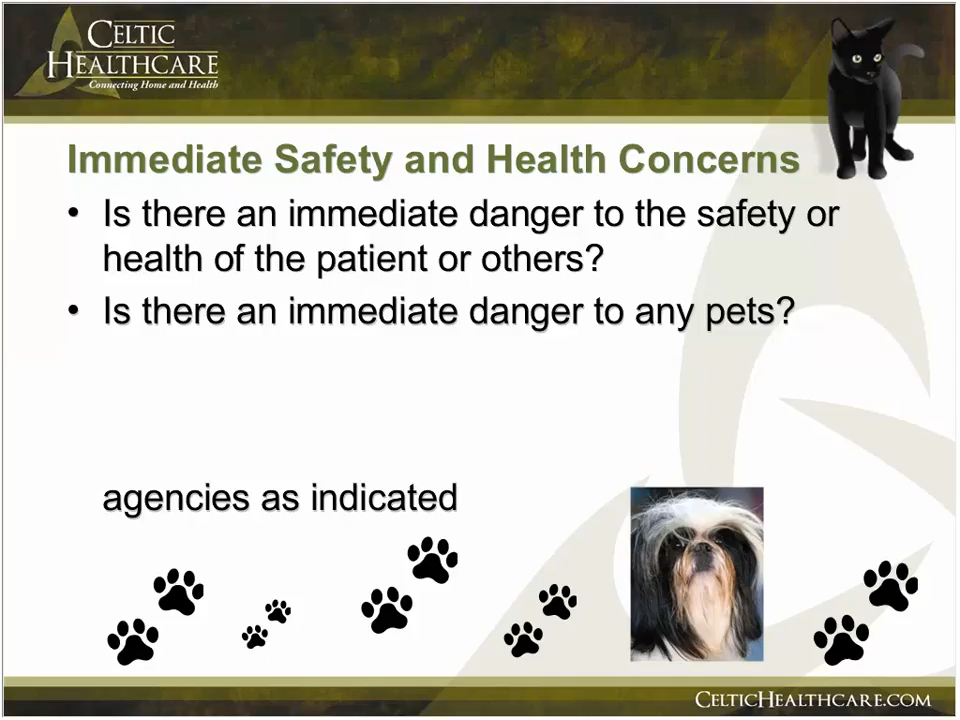 CELTIC
HEALTHCARE
Connecting Home and Health
Immediate Safety and Health Concerns
• Is there an immediate danger to the safety or
health of the patient or others?
• Is there an immediate danger to any pets?
agencies as indicated
CELTICHEALTHCARE.COM